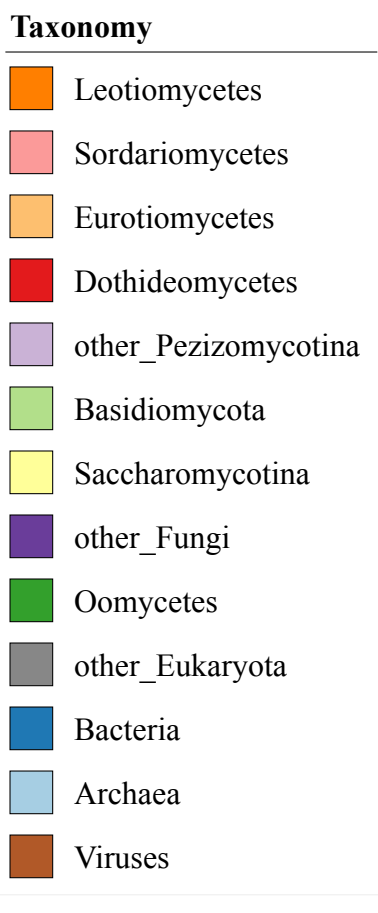 Taxonomy
Leotiomycetes
Sordariomycetes
Eurotiomycetes
Dothideomycetes
other_Pezizomycotina
Basidiomycota
Saccharomycotina
other_Fungi
Oomycetes
other_Eukaryota
Bacteria
Archaea
Viruses